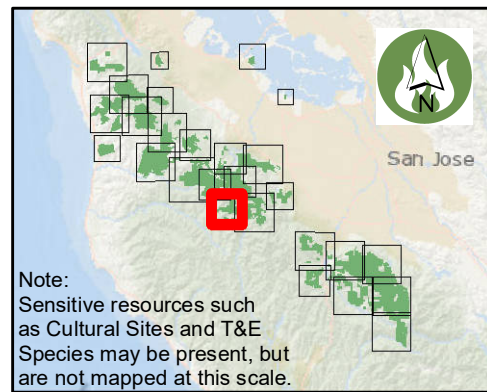 N
San Jose
Note:
Sensitive resources such
as Cultural Sites and T&E
Species may be present, but
are not mapped at this scale.